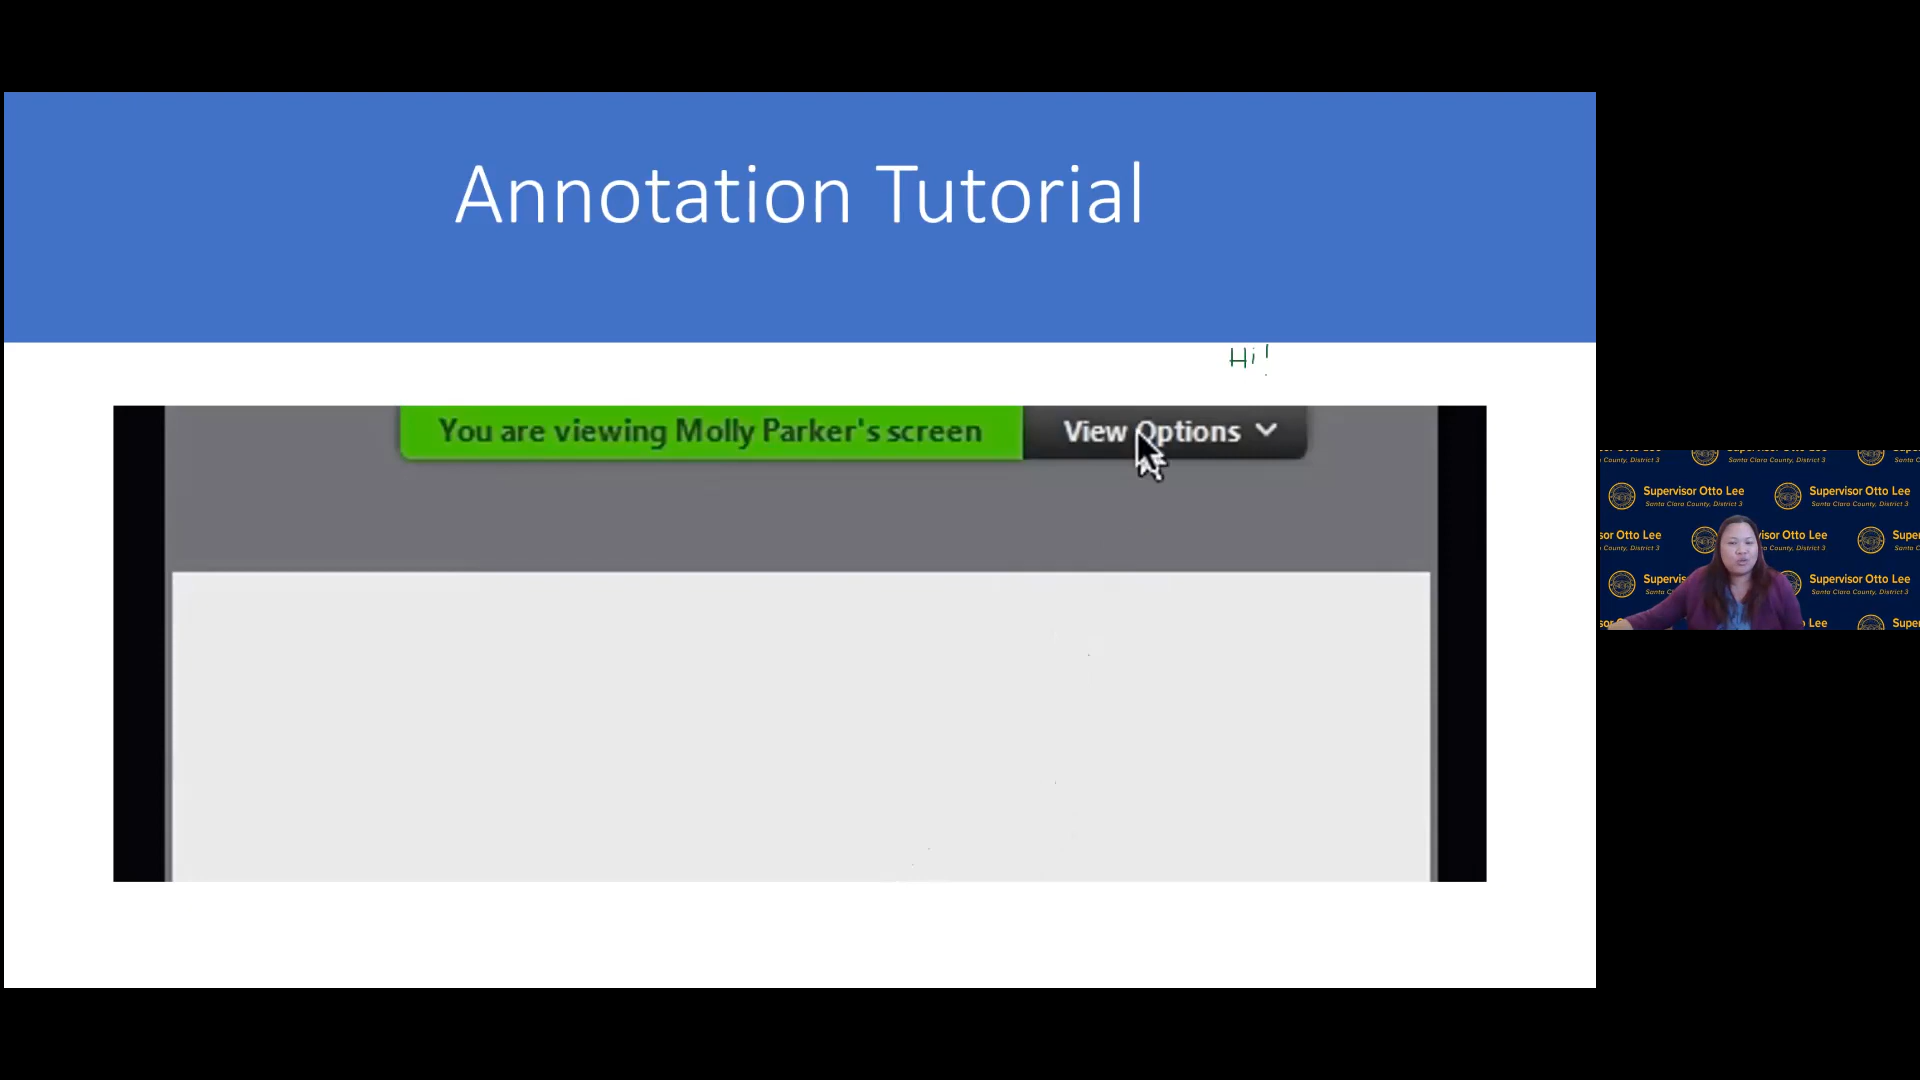 Annotation Tutorial
Hi!
You are viewing Molly Parker's screen
View Options
Supervisor Otto Lee
Santa Clara County, District 3
Supervisor Otto Lee
Santa Clara County, District 3
Supervisor Otto Lee
Santa Clara County, District 3